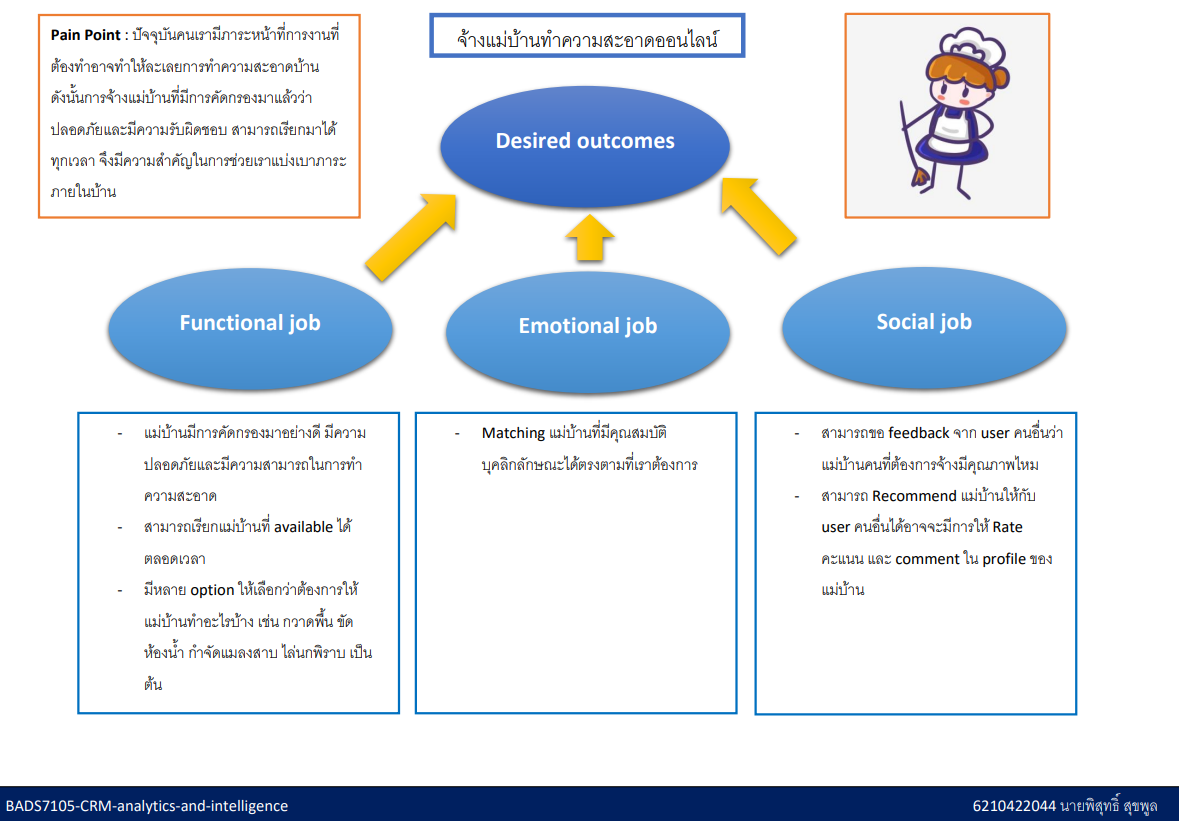 Pain Point : ปัจจุบันคนเรามีภาระหน้าที่การงานที่
ต้องทำอาจทำให้ละเลยการทำความสะอาดบ้าน
ดังนั้นการจ้างแม่บ้านที่มีการคัดกรองมาแล้วว่า
ปลอดภัยและมีความรับผิดชอบ สามารถเรียกมาได้
ทุกเวลา จึงมีความสำคัญในการช่วยเราแบ่งเบาภาระ
ภายในบ้าน
จ้างแม่บ้านทำความสะอาดออนไลน์
Desired outcomes
Functional job
Emotional job
Social job
- แม่บ้านมีการคัดกรองมาอย่างดี มีความ
ปลอดภัยและมีความสามารถในการทำ
ความสะอาด
- สามารถเรียกแม่บ้านที่ available ได้
ตลอดเวลา
- มีหลาย option ให้เลือกว่าต้องการให้
แม่บ้านทำอะไรบ้าง เช่น กวาดพื้น ขัด
ห้องน้ำ กำจัดแมลงสาบ ไล่นกพิราบ เป็น
ต้น
- Matching แม่บ้านที่มีคุณสมบัติ
บุคลิกลักษณะได้ตรงตามที่เราต้องการ
- สามารถขอ feedback จาก user คนอื่นว่า
แม่บ้านคนที่ต้องการจ้างมีคุณภาพไหม
- สามารถ Recommend แม่บ้านให้กับ
user คนอื่นได้อาจจะมีการให้ Rate
คะแนน และ comment ใน profile ของ
แม่บ้าน
BADS7105-CRM-analytics-and-intelligence
6210422044 นายพิสุทธิ์ สุขพูล